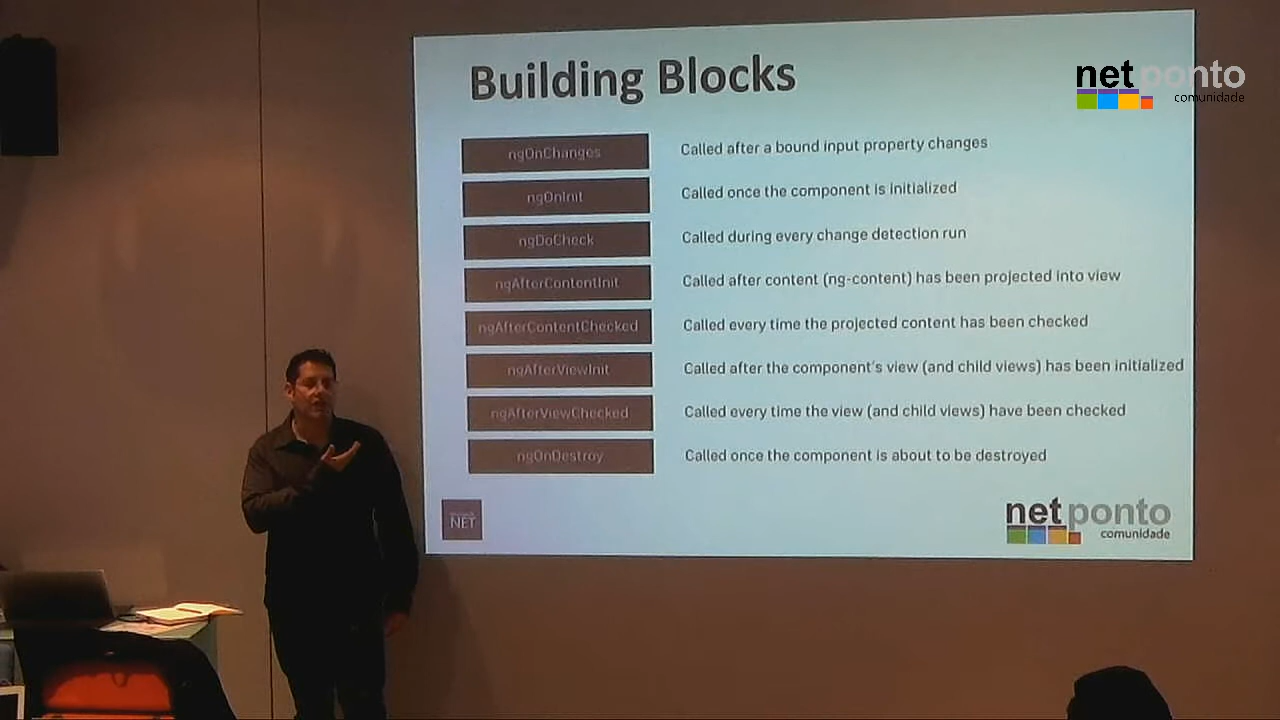 Building Blocks
netponto
comunidade
ngOnChanges Called after a bound input property changes
ngOnInit Called once the component is initialized
ngDoCheck Called during every change detection run
ngAfterContentInit Called after content (ng-content) has been projected into view
ngAfterContentChecked Called every time the projected content has been checked
ngAfterViewInit Called after the component's view (and child views) has been initialized
ngAfterViewChecked Called every time the view (and child views) have been checked
ngOnDestroy Called once the component is about to be destroyed
NET
netponto
comunidade